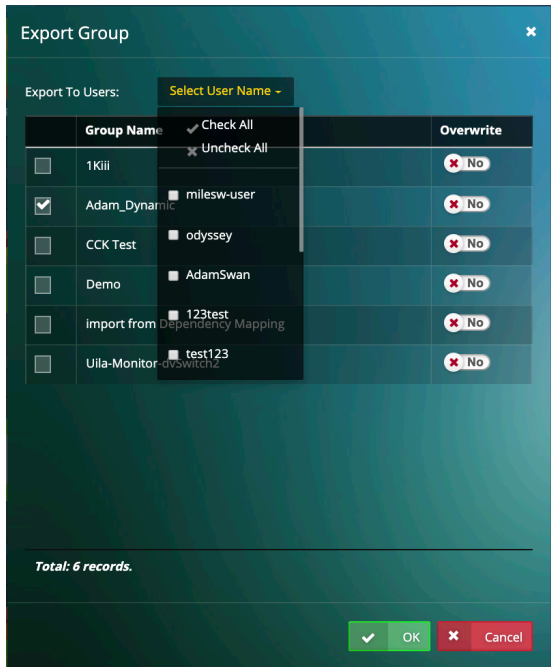 Export Group
Export To Users:
Select User Name
Check All
Uncheck All
milesw-user
odyssey
AdamSwan
123test
test123
Group Name
Overwrite
1Kiii
No
Adam_Dynamic
No
CCK Test
No
Demo
No
import from Dependency Mapping
No
Uila-Monitor-dvSwitch2
No
Total: 6 records.
OK
Cancel